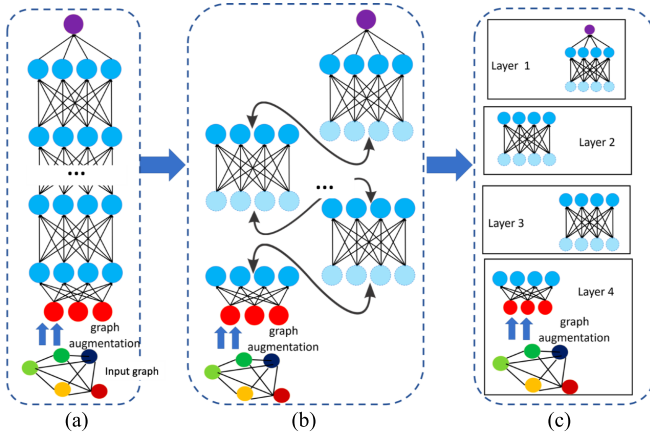 ...
graph
augmentation
Input graph
(a)
...
graph
augmentation
(b)
Layer 1
Layer 2
Layer 3
Layer 4
graph
augmentation
(c)